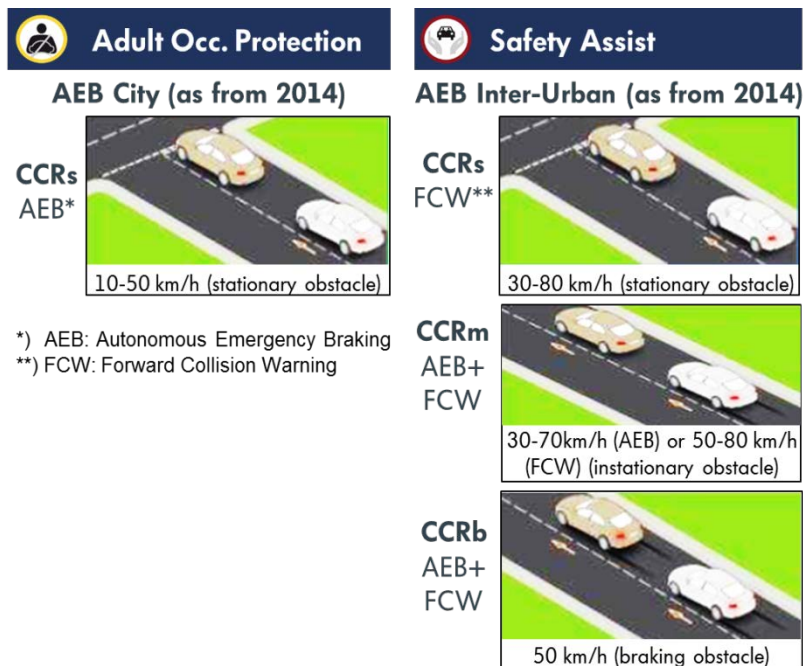 Adult Occ. Protection
AEB City (as from 2014)
CCRs
AEB*
10-50 km/h (stationary obstacle)
*) AEB: Autonomous Emergency Braking
**) FCW: Forward Collision Warning
Safety Assist
AEB Inter-Urban (as from 2014)
CCRs
FCW**
30-80 km/h (stationary obstacle)
CCRm
AEB+
FCW
30-70km/h (AEB) or 50-80 km/h
(FCW) (instationary obstacle)
CCRb
AEB+
FCW
50 km/h (braking obstacle)